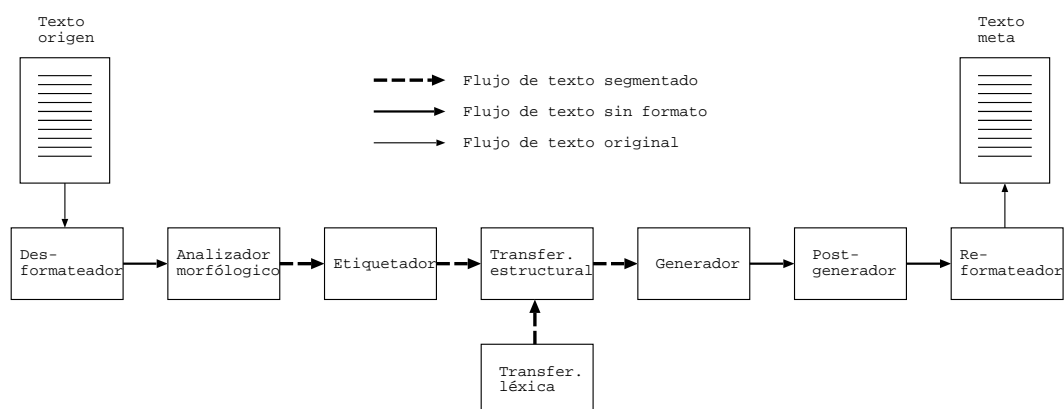 Texto
origen
Texto
meta
Flujo de texto segmentado
Flujo de texto sin formato
Flujo de texto original
Des-
formateador
Analizador
morfólogico
Etiquetador
Transfer.
estructural
Generador
Post-
generador
Re-
formateador
Transfer.
léxica